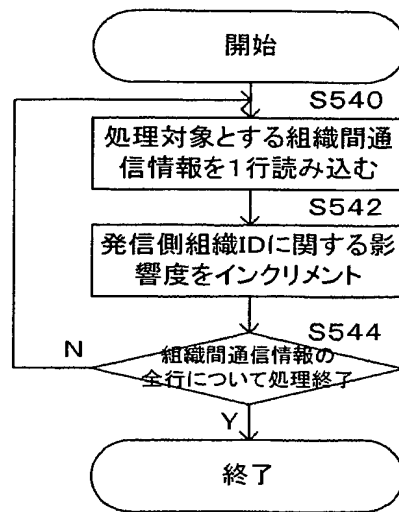 開始
S540
処理対象とする組織間通
信情報を1行読み込む
S542
発信側組織IDに関する影
響度をインクリメント
S544
組織間通信情報の
全行について処理終了
N
Y
終了